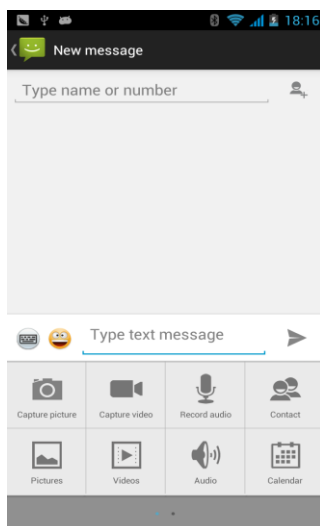 18:16
New message
Type name or number
Type text message
Capture picture Capture video Record audio Contact
Pictures Videos Audio Calendar